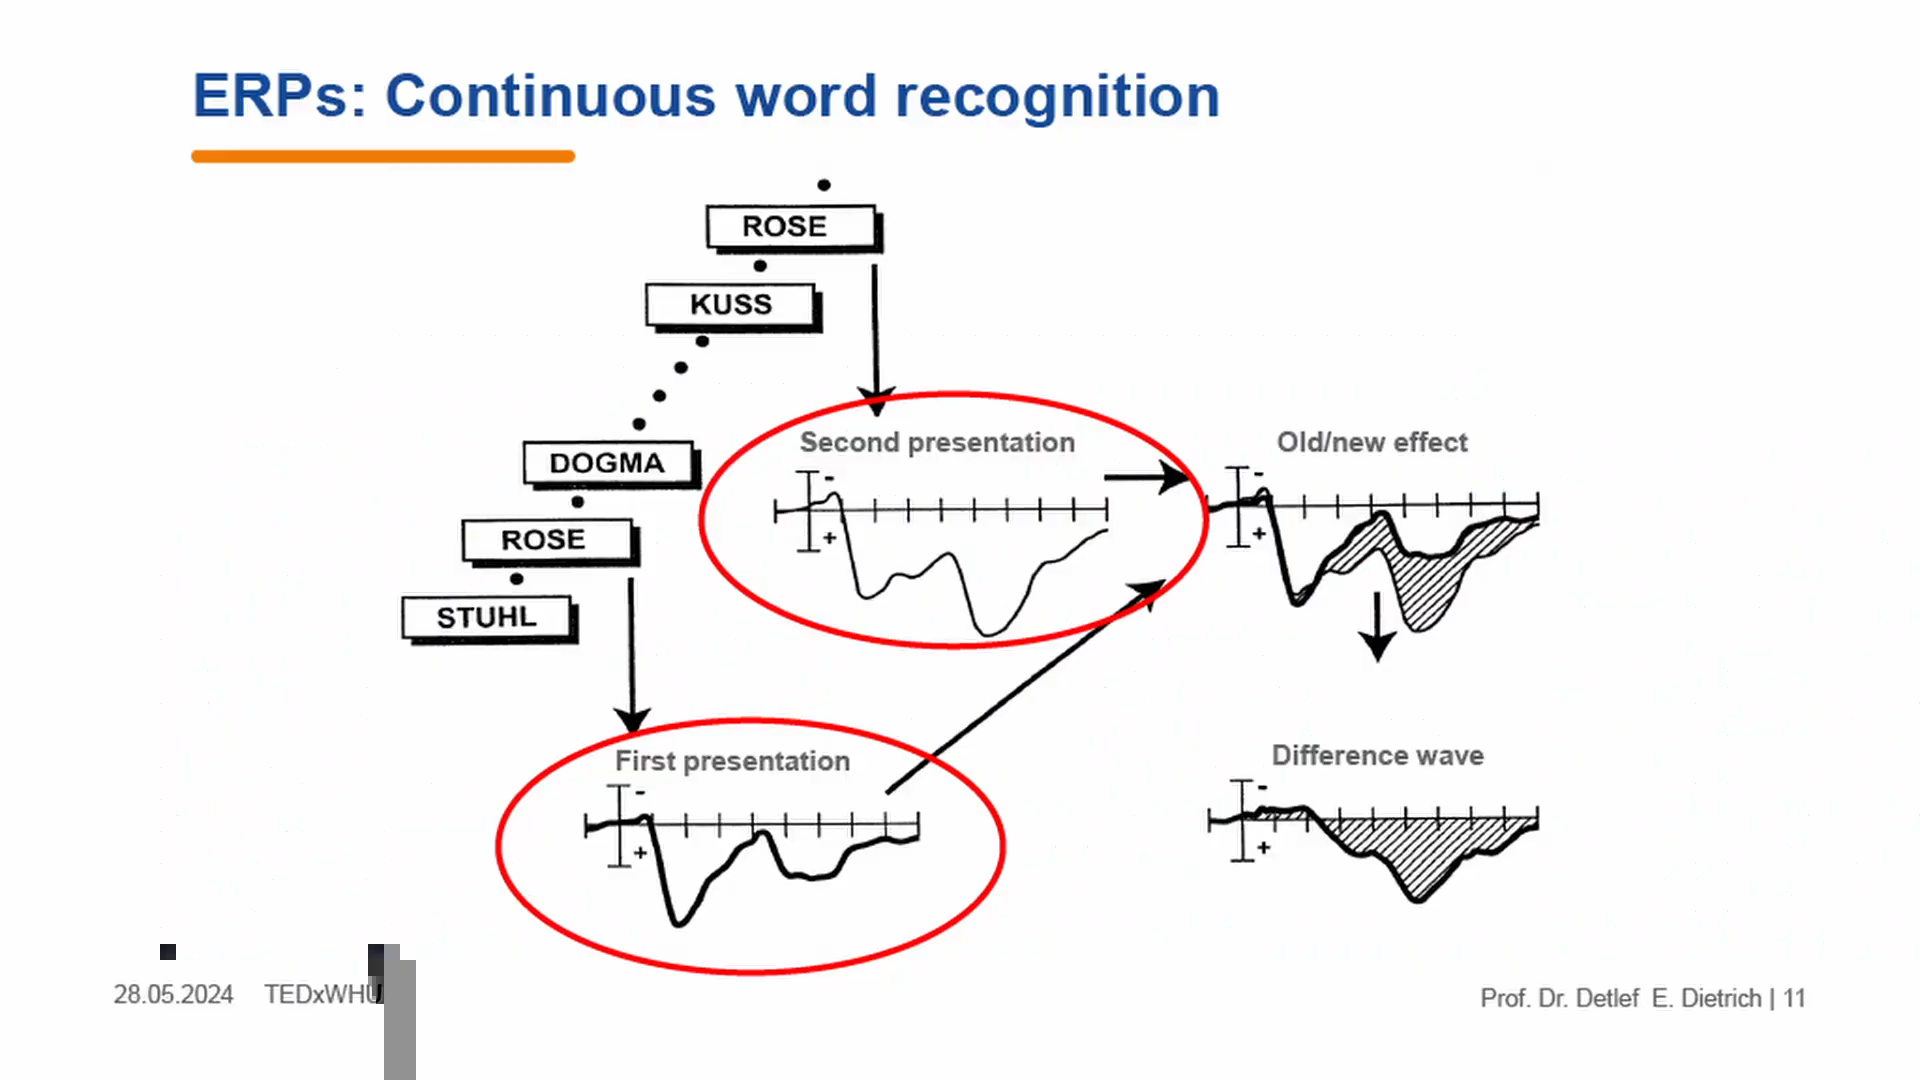 ERPs: Continuous word recognition
ROSE
KUSS
DOGMA
ROSE
STUHL
Second presentation
-
+
Old/new effect
-
+
First presentation
-
+
Difference wave
-
+
28.05.2024 TEDxWHU
Prof. Dr. Detlef E. Dietrich | 11